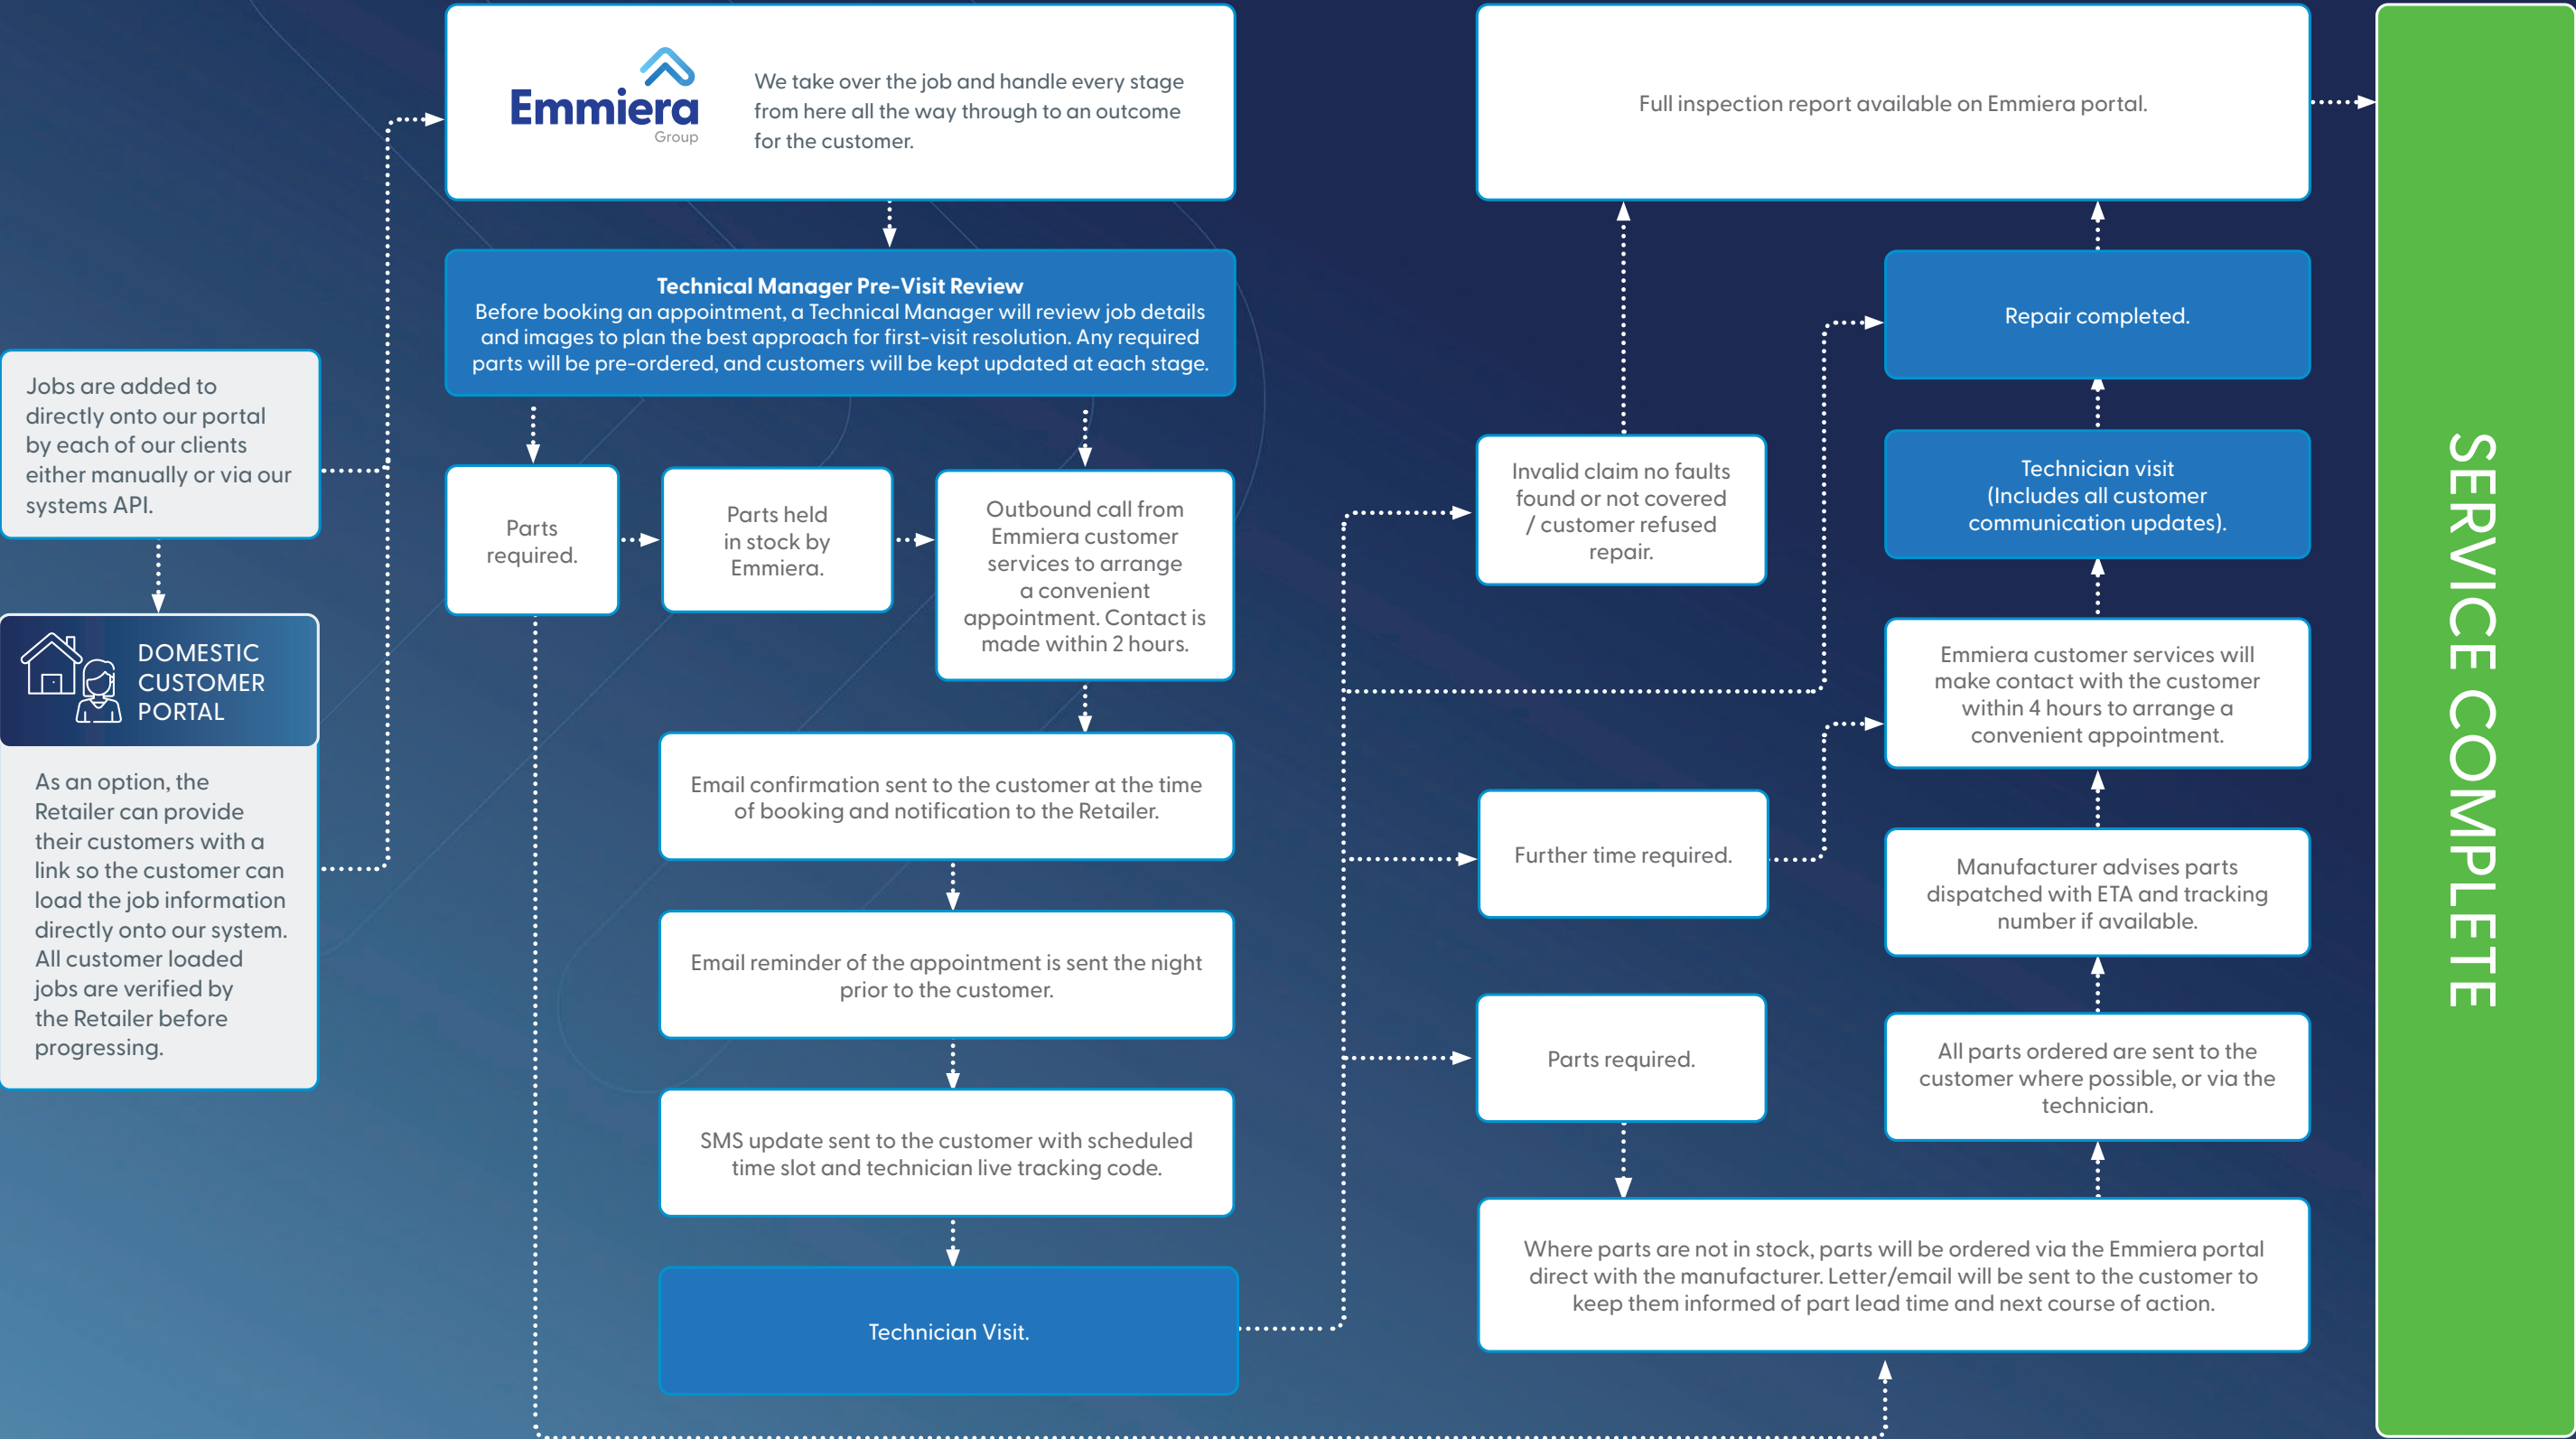 Jobs are added to
directly onto our portal
by each of our clients
either manually or via our
systems API.
DOMESTIC
CUSTOMER
PORTAL
As an option, the
Retailer can provide
their customers with a
link so the customer can
load the job information
directly onto our system.
All customer loaded
jobs are verified by
the Retailer before
progressing.
Emmiera
Group
We take over the job and handle every stage
from here all the way through to an outcome
for the customer.
Technical Manager Pre-Visit Review
Before booking an appointment, a Technical Manager will review job details
and images to plan the best approach for first-visit resolution. Any required
parts will be pre-ordered, and customers will be kept updated at each stage.
Parts
required.
Parts held
in stock by
Emmiera.
Outbound call from
Emmiera customer
services to arrange
a convenient
appointment. Contact is
made within 2 hours.
Email confirmation sent to the customer at the time
of booking and notification to the Retailer.
Email reminder of the appointment is sent the night
prior to the customer.
SMS update sent to the customer with scheduled
time slot and technician live tracking code.
Technician Visit.
Invalid claim no faults
found or not covered
/ customer refused
repair.
Further time required.
Parts required.
Where parts are not in stock, parts will be ordered via the Emmiera portal
direct with the manufacturer. Letter/email will be sent to the customer to
keep them informed of part lead time and next course of action.
All parts ordered are sent to the
customer where possible, or via the
technician.
Manufacturer advises parts
dispatched with ETA and tracking
number if available.
Emmiera customer services will
make contact with the customer
within 4 hours to arrange a
convenient appointment.
Technician visit
(Includes all customer
communication updates).
Repair completed.
Full inspection report available on Emmiera portal.
SERVICE COMPLETE